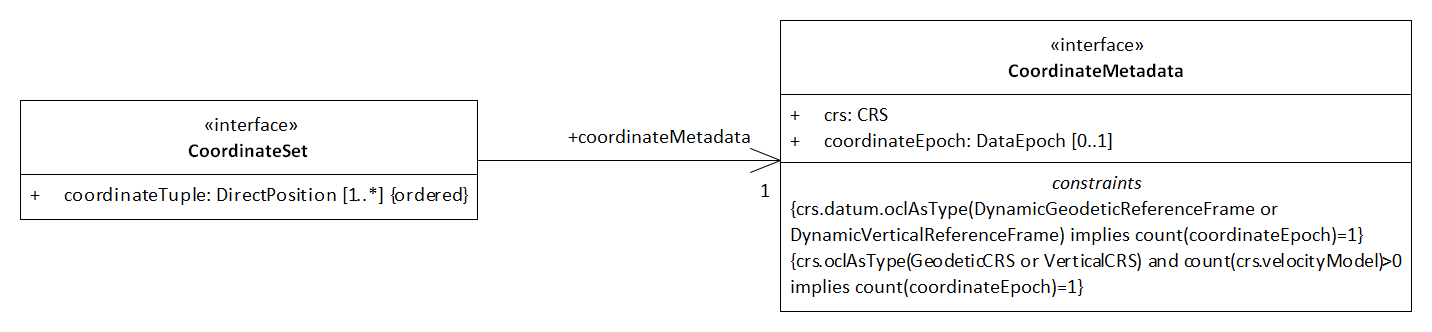 «interface»
CoordinateSet
+ coordinateTuple: DirectPosition [1..*] {ordered}
+coordinateMetadata
1
«interface»
CoordinateMetadata
+ crs: CRS
+ coordinateEpoch: DataEpoch [0..1]
constraints
{crs.datum.oclAsType(DynamicGeodeticReferenceFrame or
DynamicVerticalReferenceFrame) implies count(coordinateEpoch)=1}
{crs.oclAsType(GeodeticCRS or VerticalCRS) and count(crs.velocityModel)>0
implies count(coordinateEpoch)=1}